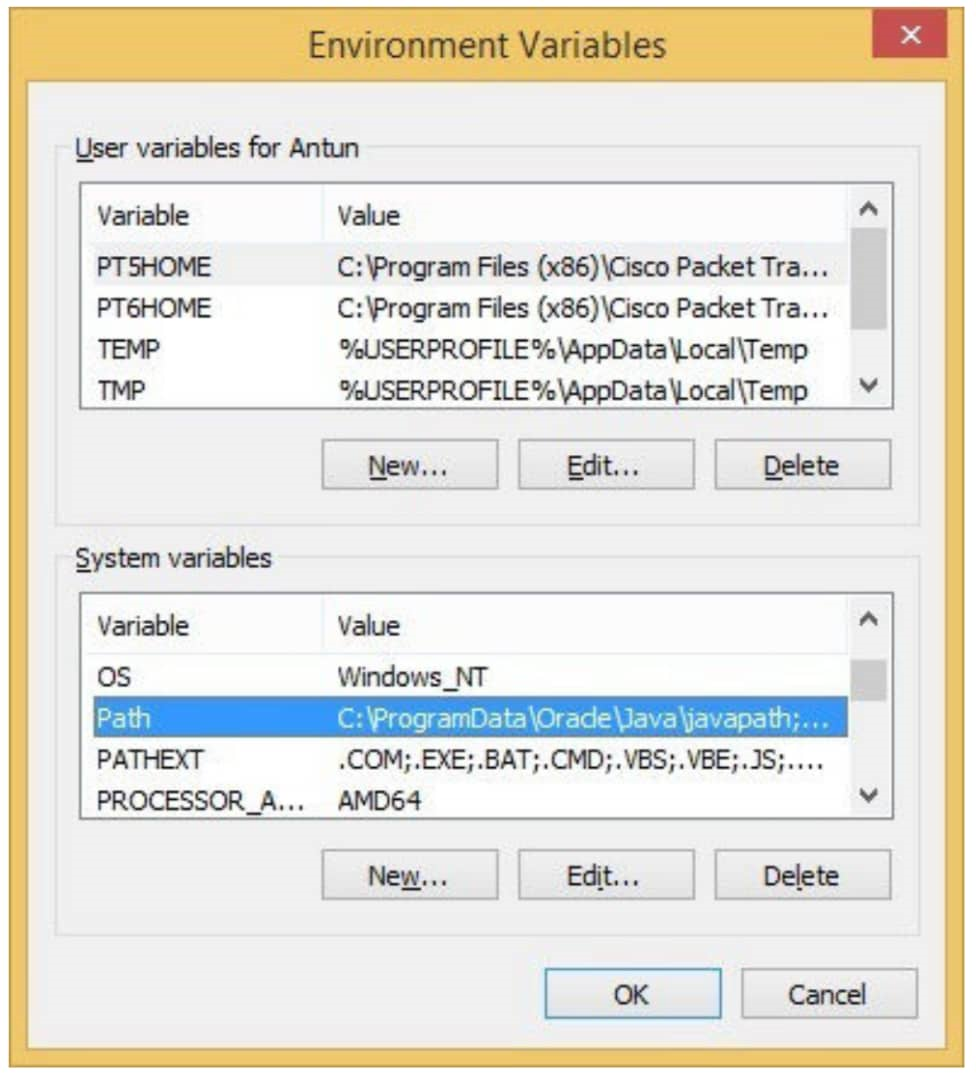 Environment Variables
User variables for Antun
Variable Value
PT5HOME C:\Program Files (x86)\Cisco Packet Tra...
PT6HOME C:\Program Files (x86)\Cisco Packet Tra...
TEMP %USERPROFILE%\AppData\Local\Temp
TMP %USERPROFILE%\AppData\Local\Temp
New... Edit... Delete
System variables
Variable Value
OS Windows_NT
Path C:\ProgramData\Oracle\Java\javapath;...
PATHEXT .COM;.EXE;.BAT;.CMD;.VBS;.VBE;.JS;....
PROCESSOR_A... AMD64
New... Edit... Delete
OK Cancel